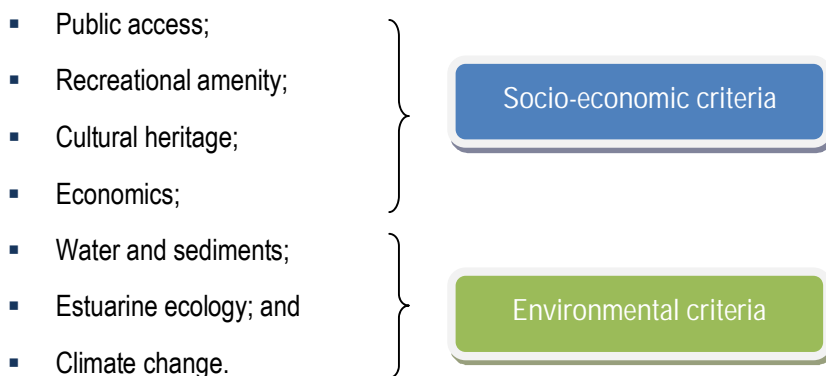 ▪ Public access;
▪ Recreational amenity;
▪ Cultural heritage;
▪ Economics;
Socio-economic criteria
▪ Water and sediments;
▪ Estuarine ecology; and
▪ Climate change.
Environmental criteria